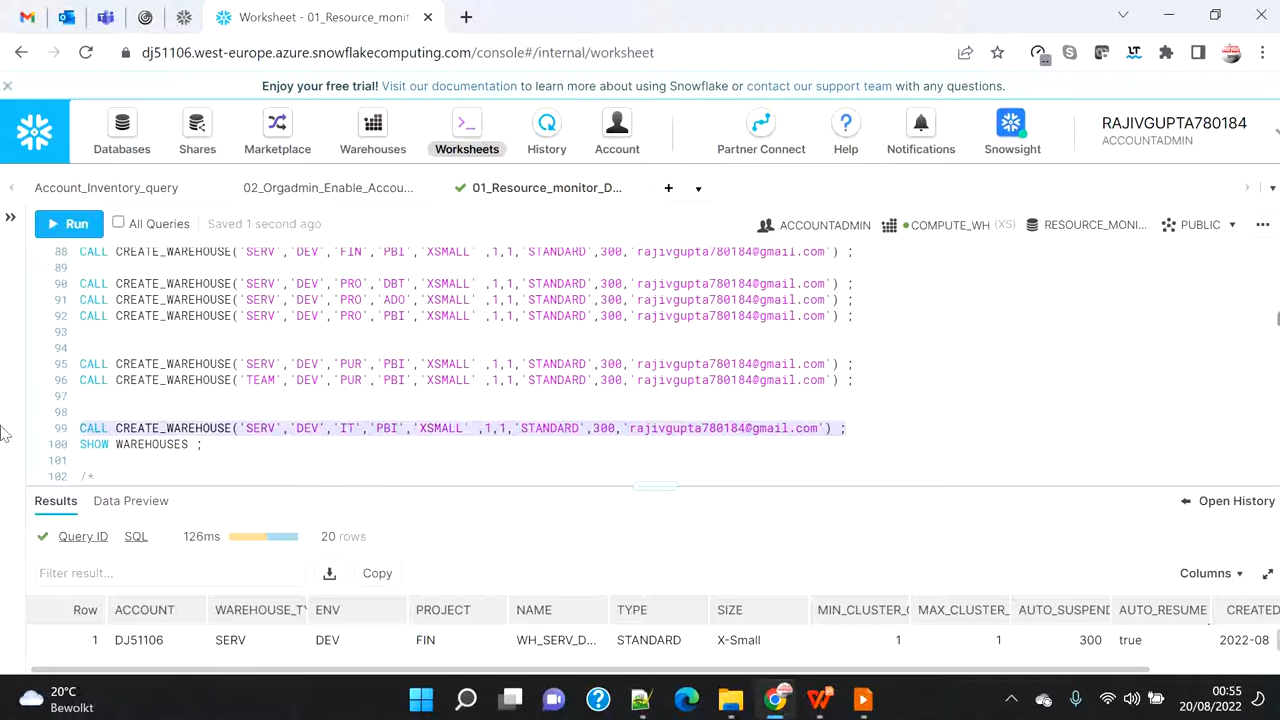 Worksheet - 01_Resource_monit
dj51106.west-europe.azure.snowflakecomputing.com/console#/internal/worksheet
Enjoy your free trial! Visit our documentation to learn more about using Snowflake or contact our support team with any questions.
Databases
Shares
Marketplace
Warehouses
Worksheets
History
Account
Partner Connect
Help
Notifications
Snowsight
RAJIVGUPTA780184
ACCOUNTADMIN
Account_Inventory_query
02_Orgadmin_Enable_Accou...
01_Resource_monitor_D...
Run
All Queries
Saved 1 second ago
ACCOUNTADMIN
COMPUTE_WH (XS)
RESOURCE_MONI...
PUBLIC
88 CALL CREATE_WAREHOUSE('SERV','DEV','FIN','PBI','XSMALL' ,1,1,'STANDARD',300,'rajivgupta780184@gmail.com') ;
89
90 CALL CREATE_WAREHOUSE('SERV','DEV','PRO','DBT','XSMALL' ,1,1,'STANDARD',300,'rajivgupta780184@gmail.com') ;
91 CALL CREATE_WAREHOUSE('SERV','DEV','PRO','ADO','XSMALL' ,1,1,'STANDARD',300,'rajivgupta780184@gmail.com') ;
92 CALL CREATE_WAREHOUSE('SERV','DEV','PRO','PBI','XSMALL' ,1,1,'STANDARD',300,'rajivgupta780184@gmail.com') ;
93
94
95 CALL CREATE_WAREHOUSE('SERV','DEV','PUR','PBI','XSMALL' ,1,1,'STANDARD',300,'rajivgupta780184@gmail.com') ;
96 CALL CREATE_WAREHOUSE('TEAM','DEV','PUR','PBI','XSMALL' ,1,1,'STANDARD',300,'rajivgupta780184@gmail.com') ;
97
98
99 CALL CREATE_WAREHOUSE('SERV','DEV','IT','PBI','XSMALL' ,1,1,'STANDARD',300,'rajivgupta780184@gmail.com') ;
100 SHOW WAREHOUSES ;
101
102 /*
Results
Data Preview
Open History
Query ID
SQL
126ms
20 rows
Filter result...
Copy
Columns
Row ACCOUNT WAREHOUSE_TY ENV PROJECT NAME TYPE SIZE MIN_CLUSTER_C MAX_CLUSTER_ AUTO_SUSPEND AUTO_RESUME CREATED
1 DJ51106 SERV DEV FIN WH_SERV_D... STANDARD X-Small 1 1 300 true 2022-08
20°C
Bewolkt
00:55
20/08/2022